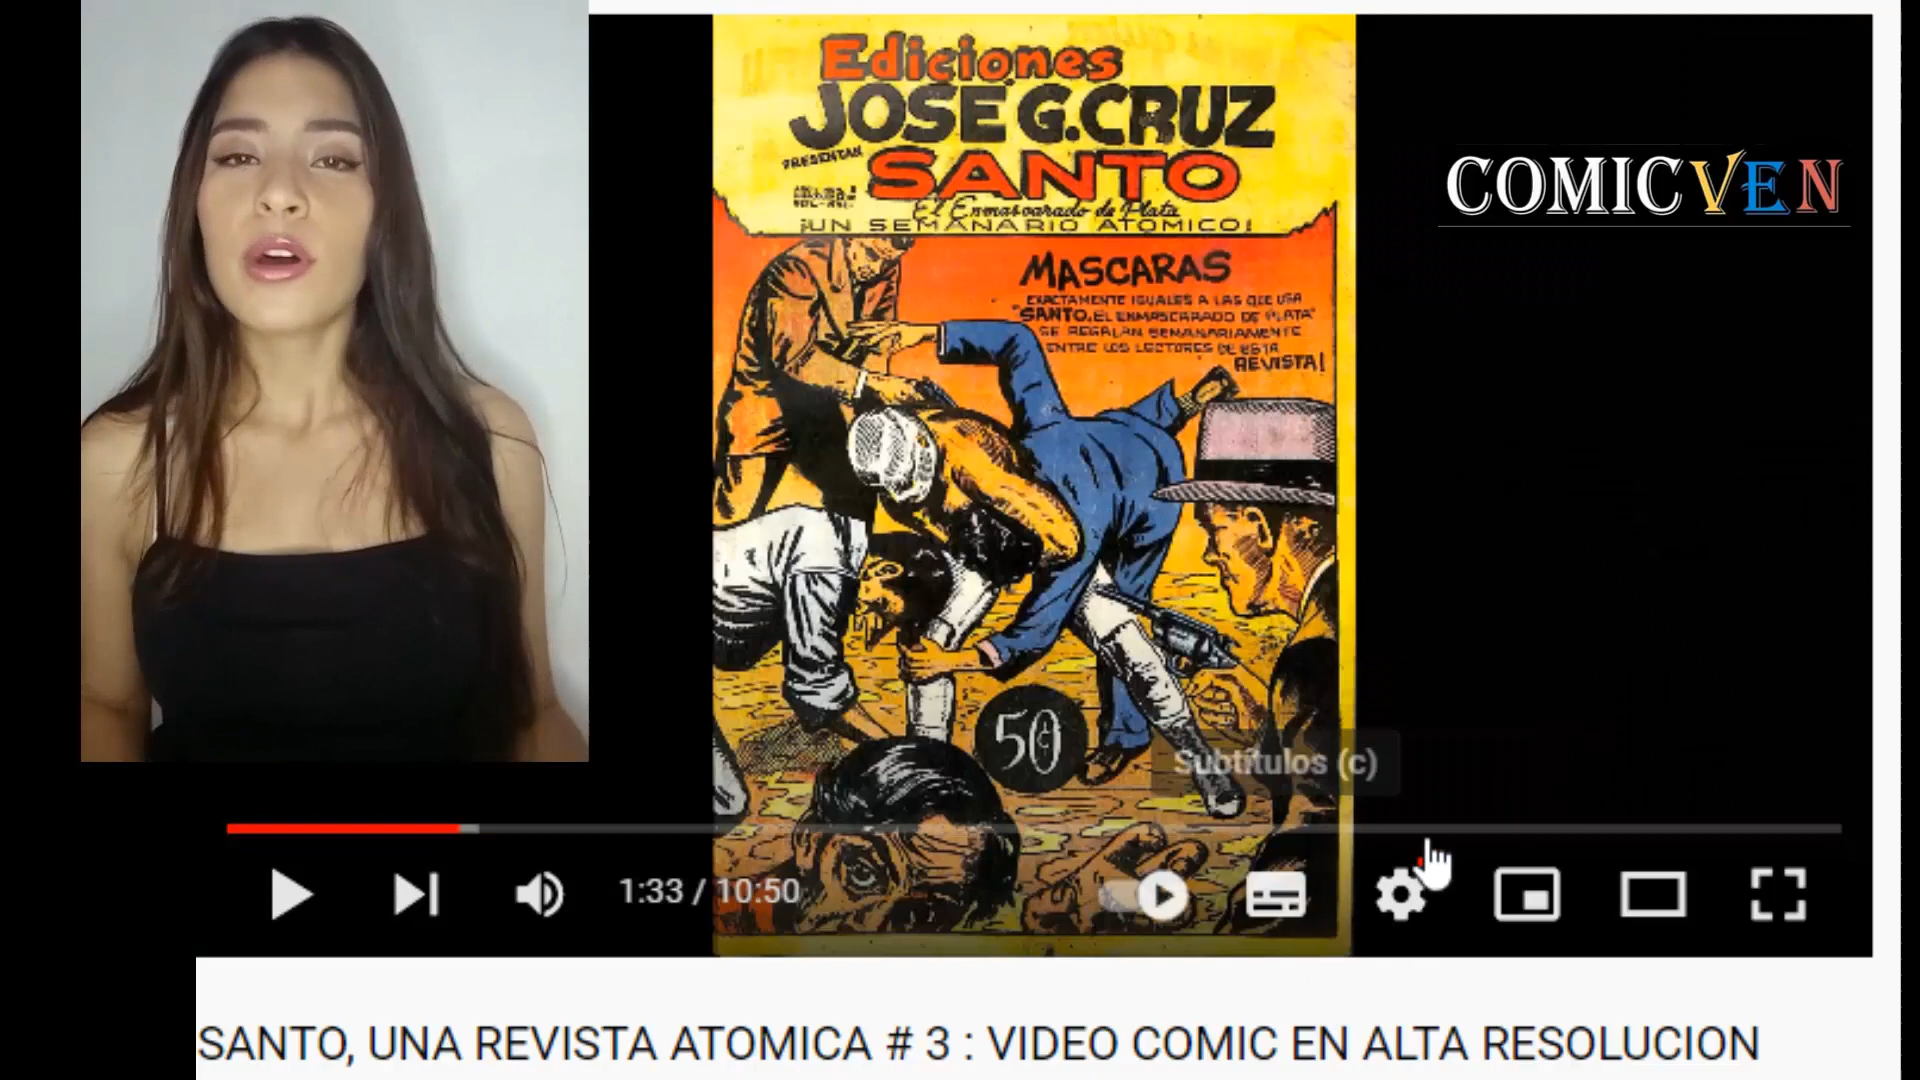 Ediciones
JOSE G. CRUZ
PRESENTAN
SANTO
El Enmascarado de Plata
¡UN SEMANARIO ATOMICO!
COMICVEN
MASCARAS
EXACTAMENTE IGUALES A LAS QUE USA
"SANTO, EL ENMASCARADO DE PLATA"
SE REGALAN SEMANARIAMENTE
ENTRE LOS LECTORES DE ESTA
REVISTA!
50¢
Subtítulos (c)
1:33 / 10:50
SANTO, UNA REVISTA ATOMICA # 3 : VIDEO COMIC EN ALTA RESOLUCION